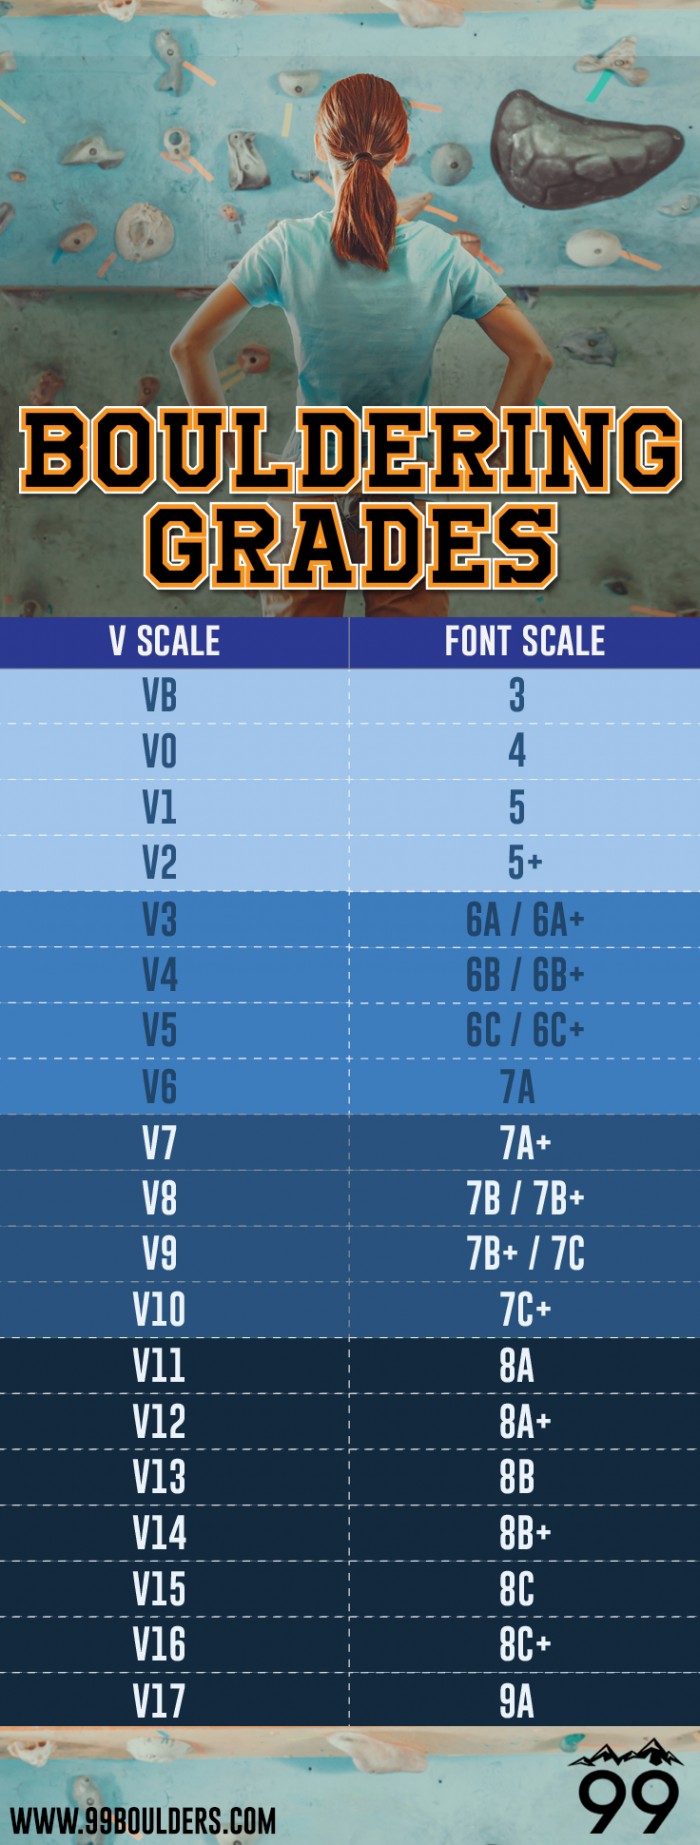 BOULDERING
GRADES
V SCALE FONT SCALE
VB 3
V0 4
V1 5
V2 5+
V3 6A / 6A+
V4 6B / 6B+
V5 6C / 6C+
V6 7A
V7 7A+
V8 7B / 7B+
V9 7B+ / 7C
V10 7C+
V11 8A
V12 8A+
V13 8B
V14 8B+
V15 8C
V16 8C+
V17 9A
99
WWW.99BOULDERS.COM